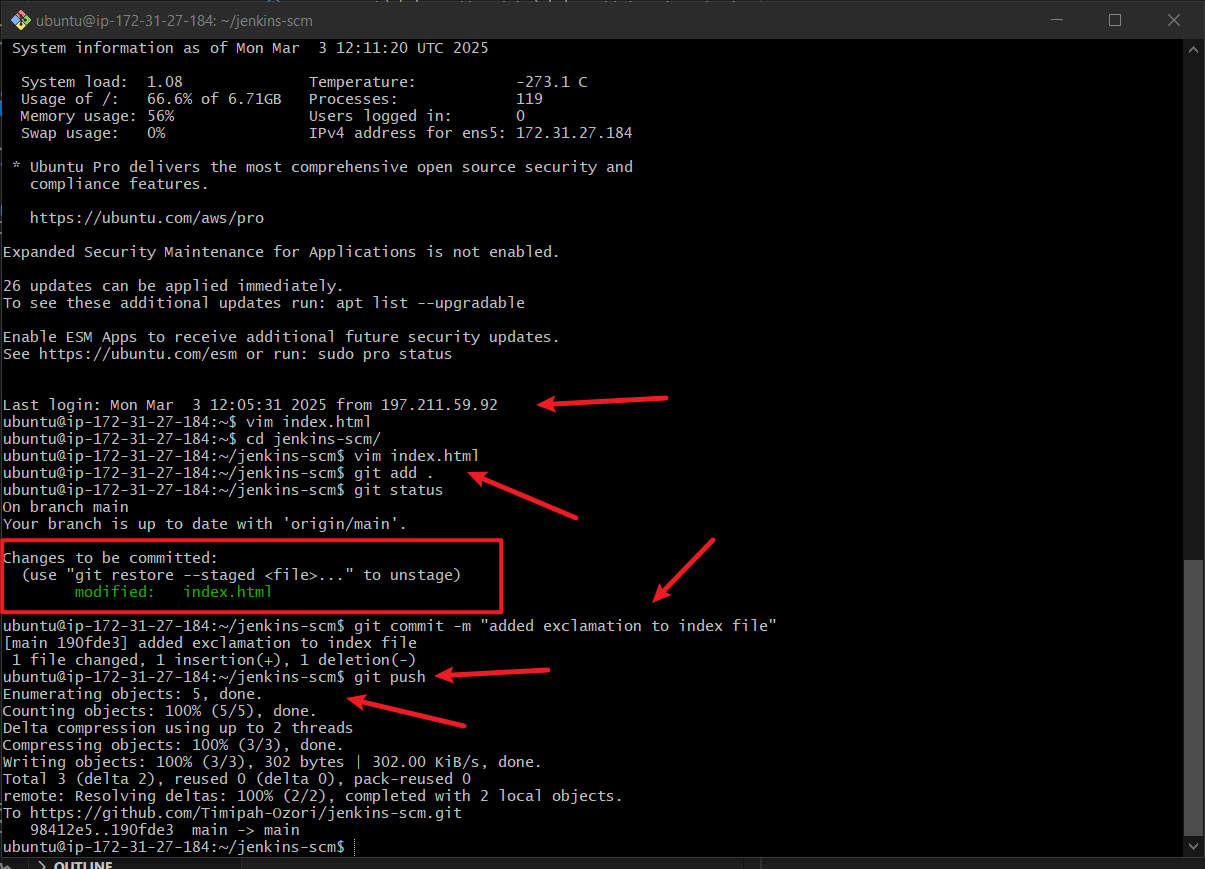 ubuntu@ip-172-31-27-184: ~/jenkins-scm
System information as of Mon Mar  3 12:11:20 UTC 2025
System load:  1.08               Temperature:           -273.1 C
Usage of /:   66.6% of 6.71GB   Processes:             119
Memory usage: 56%               Users logged in:       0
Swap usage:   0%                IPv4 address for ens5: 172.31.27.184
* Ubuntu Pro delivers the most comprehensive open source security and
compliance features.
https://ubuntu.com/aws/pro
Expanded Security Maintenance for Applications is not enabled.
26 updates can be applied immediately.
To see these additional updates run: apt list --upgradable
Enable ESM Apps to receive additional future security updates.
See https://ubuntu.com/esm or run: sudo pro status
Last login: Mon Mar  3 12:05:31 2025 from 197.211.59.92
ubuntu@ip-172-31-27-184:~$ vim index.html
ubuntu@ip-172-31-27-184:~$ cd jenkins-scm/
ubuntu@ip-172-31-27-184:~/jenkins-scm$ vim index.html
ubuntu@ip-172-31-27-184:~/jenkins-scm$ git add .
ubuntu@ip-172-31-27-184:~/jenkins-scm$ git status
On branch main
Your branch is up to date with 'origin/main'.
Changes to be committed:
(use "git restore --staged <file>..." to unstage)
modified:   index.html
ubuntu@ip-172-31-27-184:~/jenkins-scm$ git commit -m "added exclamation to index file"
[main 190fde3] added exclamation to index file
1 file changed, 1 insertion(+), 1 deletion(-)
ubuntu@ip-172-31-27-184:~/jenkins-scm$ git push
Enumerating objects: 5, done.
Counting objects: 100% (5/5), done.
Delta compression using up to 2 threads
Compressing objects: 100% (3/3), done.
Writing objects: 100% (3/3), 302 bytes | 302.00 KiB/s, done.
Total 3 (delta 2), reused 0 (delta 0), pack-reused 0
remote: Resolving deltas: 100% (2/2), completed with 2 local objects.
To https://github.com/Timipah-Ozori/jenkins-scm.git
98412e5..190fde3  main -> main
ubuntu@ip-172-31-27-184:~/jenkins-scm$
OUTLINE